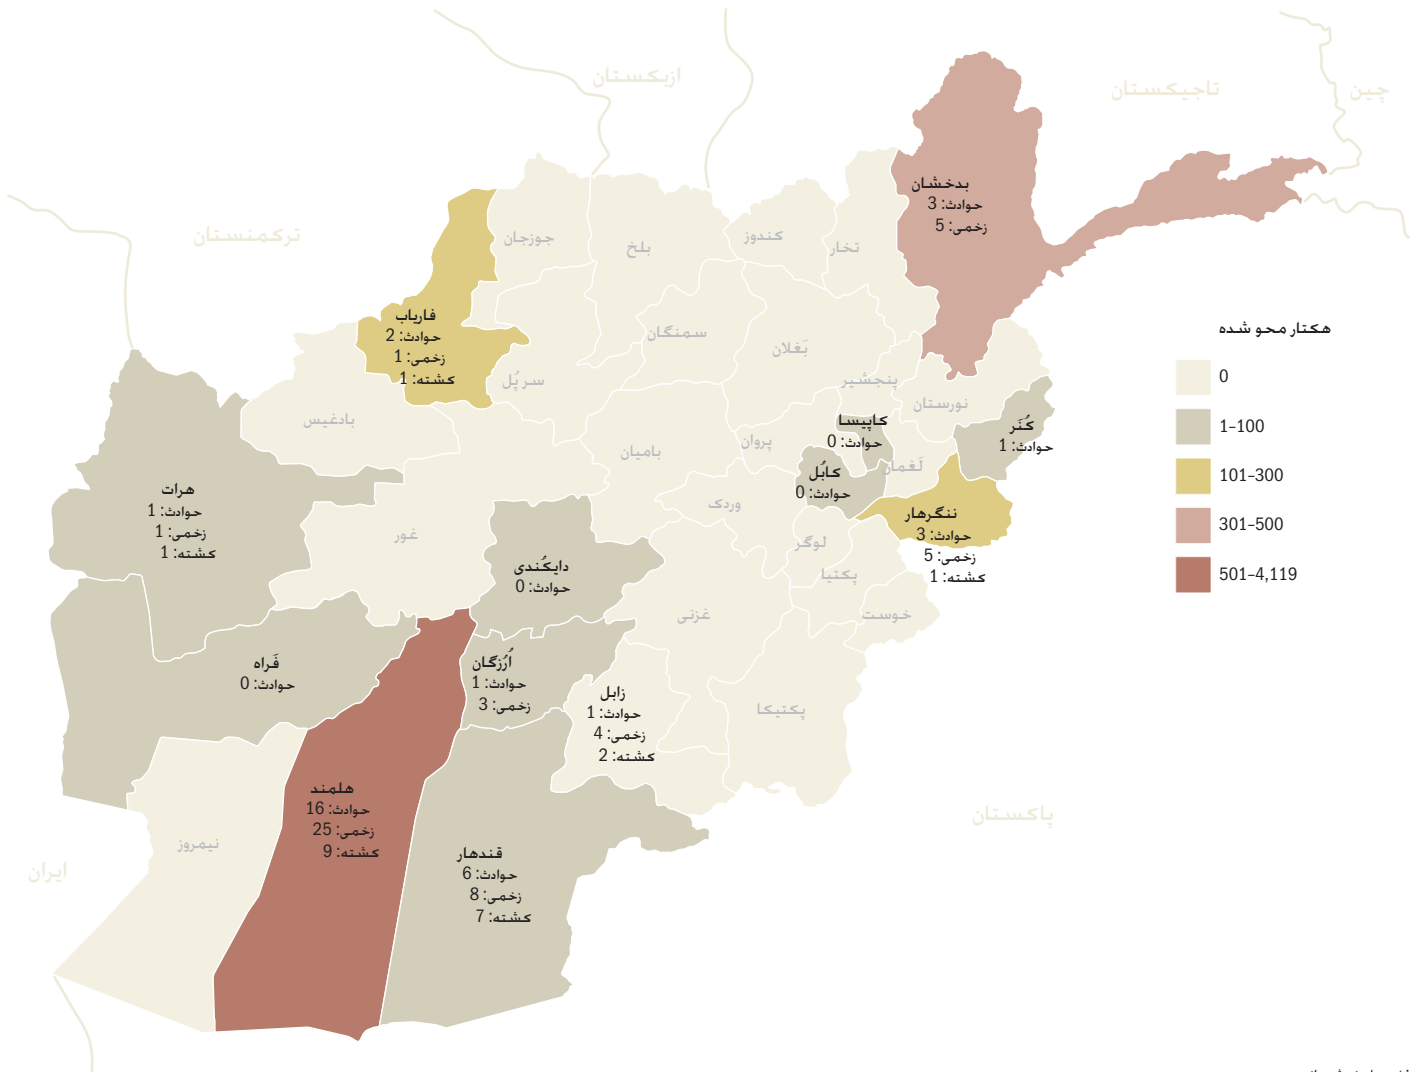 ازبکستان
تاجیکستان
چین
ترکمنستان
بدخشان
حوادث: 3
زخمی: 5
جوزجان
بلخ
کندوز
تخار
فاریاب
حوادث: 2
زخمی: 1
کشته: 1
سمنگان
بَغلان
سرپُل
پنجشیر
نورستان
بادغیس
بامیان
پروان
کاپیسا
حوادث: 0
کُنَر
حوادث: 1
لَغمان
کابُل
حوادث: 0
هرات
حوادث: 1
زخمی: 1
کشته: 1
وردک
ننگرهار
حوادث: 3
زخمی: 5
کشته: 1
غور
لوگر
دایکُندی
حوادث: 0
پکتیا
خوست
غزنی
فَراه
حوادث: 0
اُرُزگان
حوادث: 1
زخمی: 3
زابل
حوادث: 1
زخمی: 4
کشته: 2
پکتیکا
هلمند
حوادث: 16
زخمی: 25
کشته: 9
نیمروز
قندهار
حوادث: 6
زخمی: 8
کشته: 7
ایران
پاکستان
هکتار محو شده
0
1–100
101–300
301–500
501–4,119